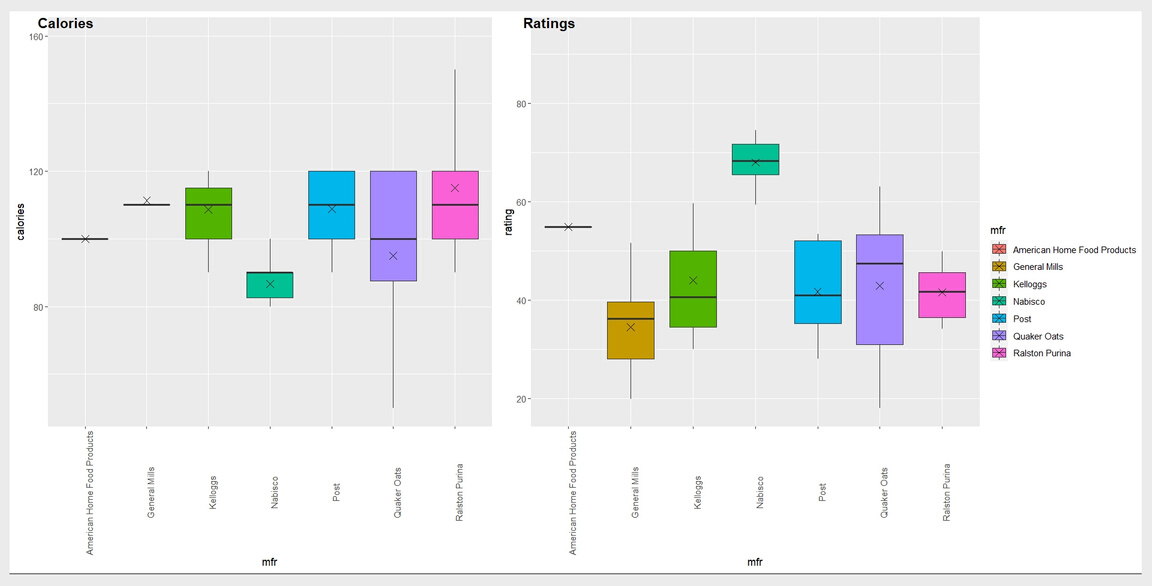 Calories
160
120
80
calories
American Home Food Products
General Mills
Kelloggs
Nabisco
Post
Quaker Oats
Ralston Purina
mfr
Ratings
80
60
40
20
rating
American Home Food Products
General Mills
Kelloggs
Nabisco
Post
Quaker Oats
Ralston Purina
mfr
mfr
American Home Food Products
General Mills
Kelloggs
Nabisco
Post
Quaker Oats
Ralston Purina